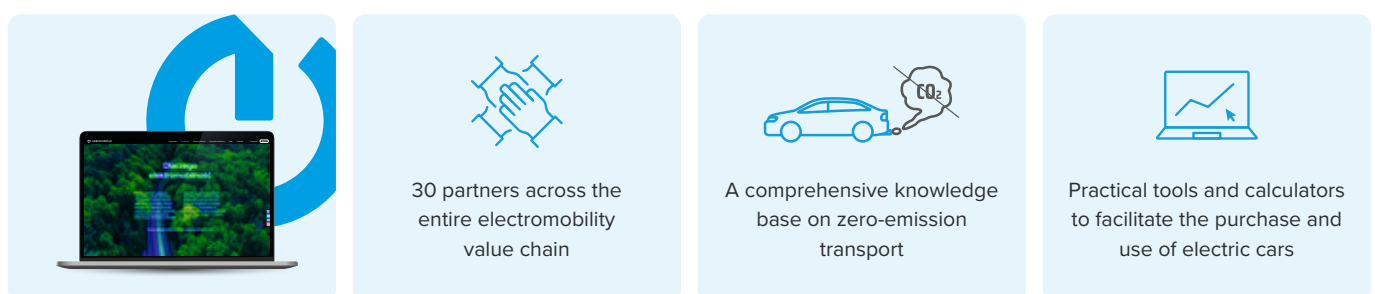 30 partners across the
entire electromobility
value chain
CO₂
A comprehensive knowledge
base on zero-emission
transport
Practical tools and calculators
to facilitate the purchase and
use of electric cars